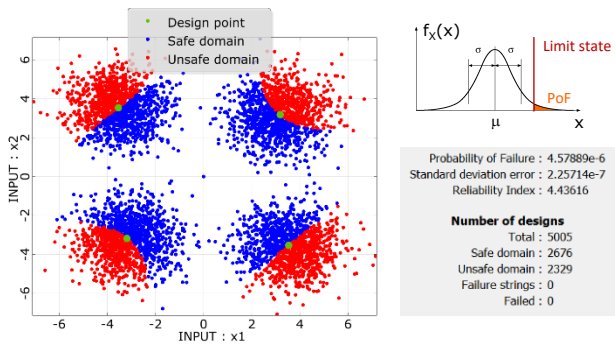 Design point
Safe domain
Unsafe domain
INPUT : x2
6
4
2
0
-2
-4
-6
-6
-4
-2
0
2
4
6
INPUT : x1
fX(x)
σ
σ
Limit state
PoF
μ
x
Probability of Failure : 4.57889e-6
Standard deviation error : 2.25714e-7
Reliability Index : 4.43616
Number of designs
Total : 5005
Safe domain : 2676
Unsafe domain : 2329
Failure strings : 0
Failed : 0